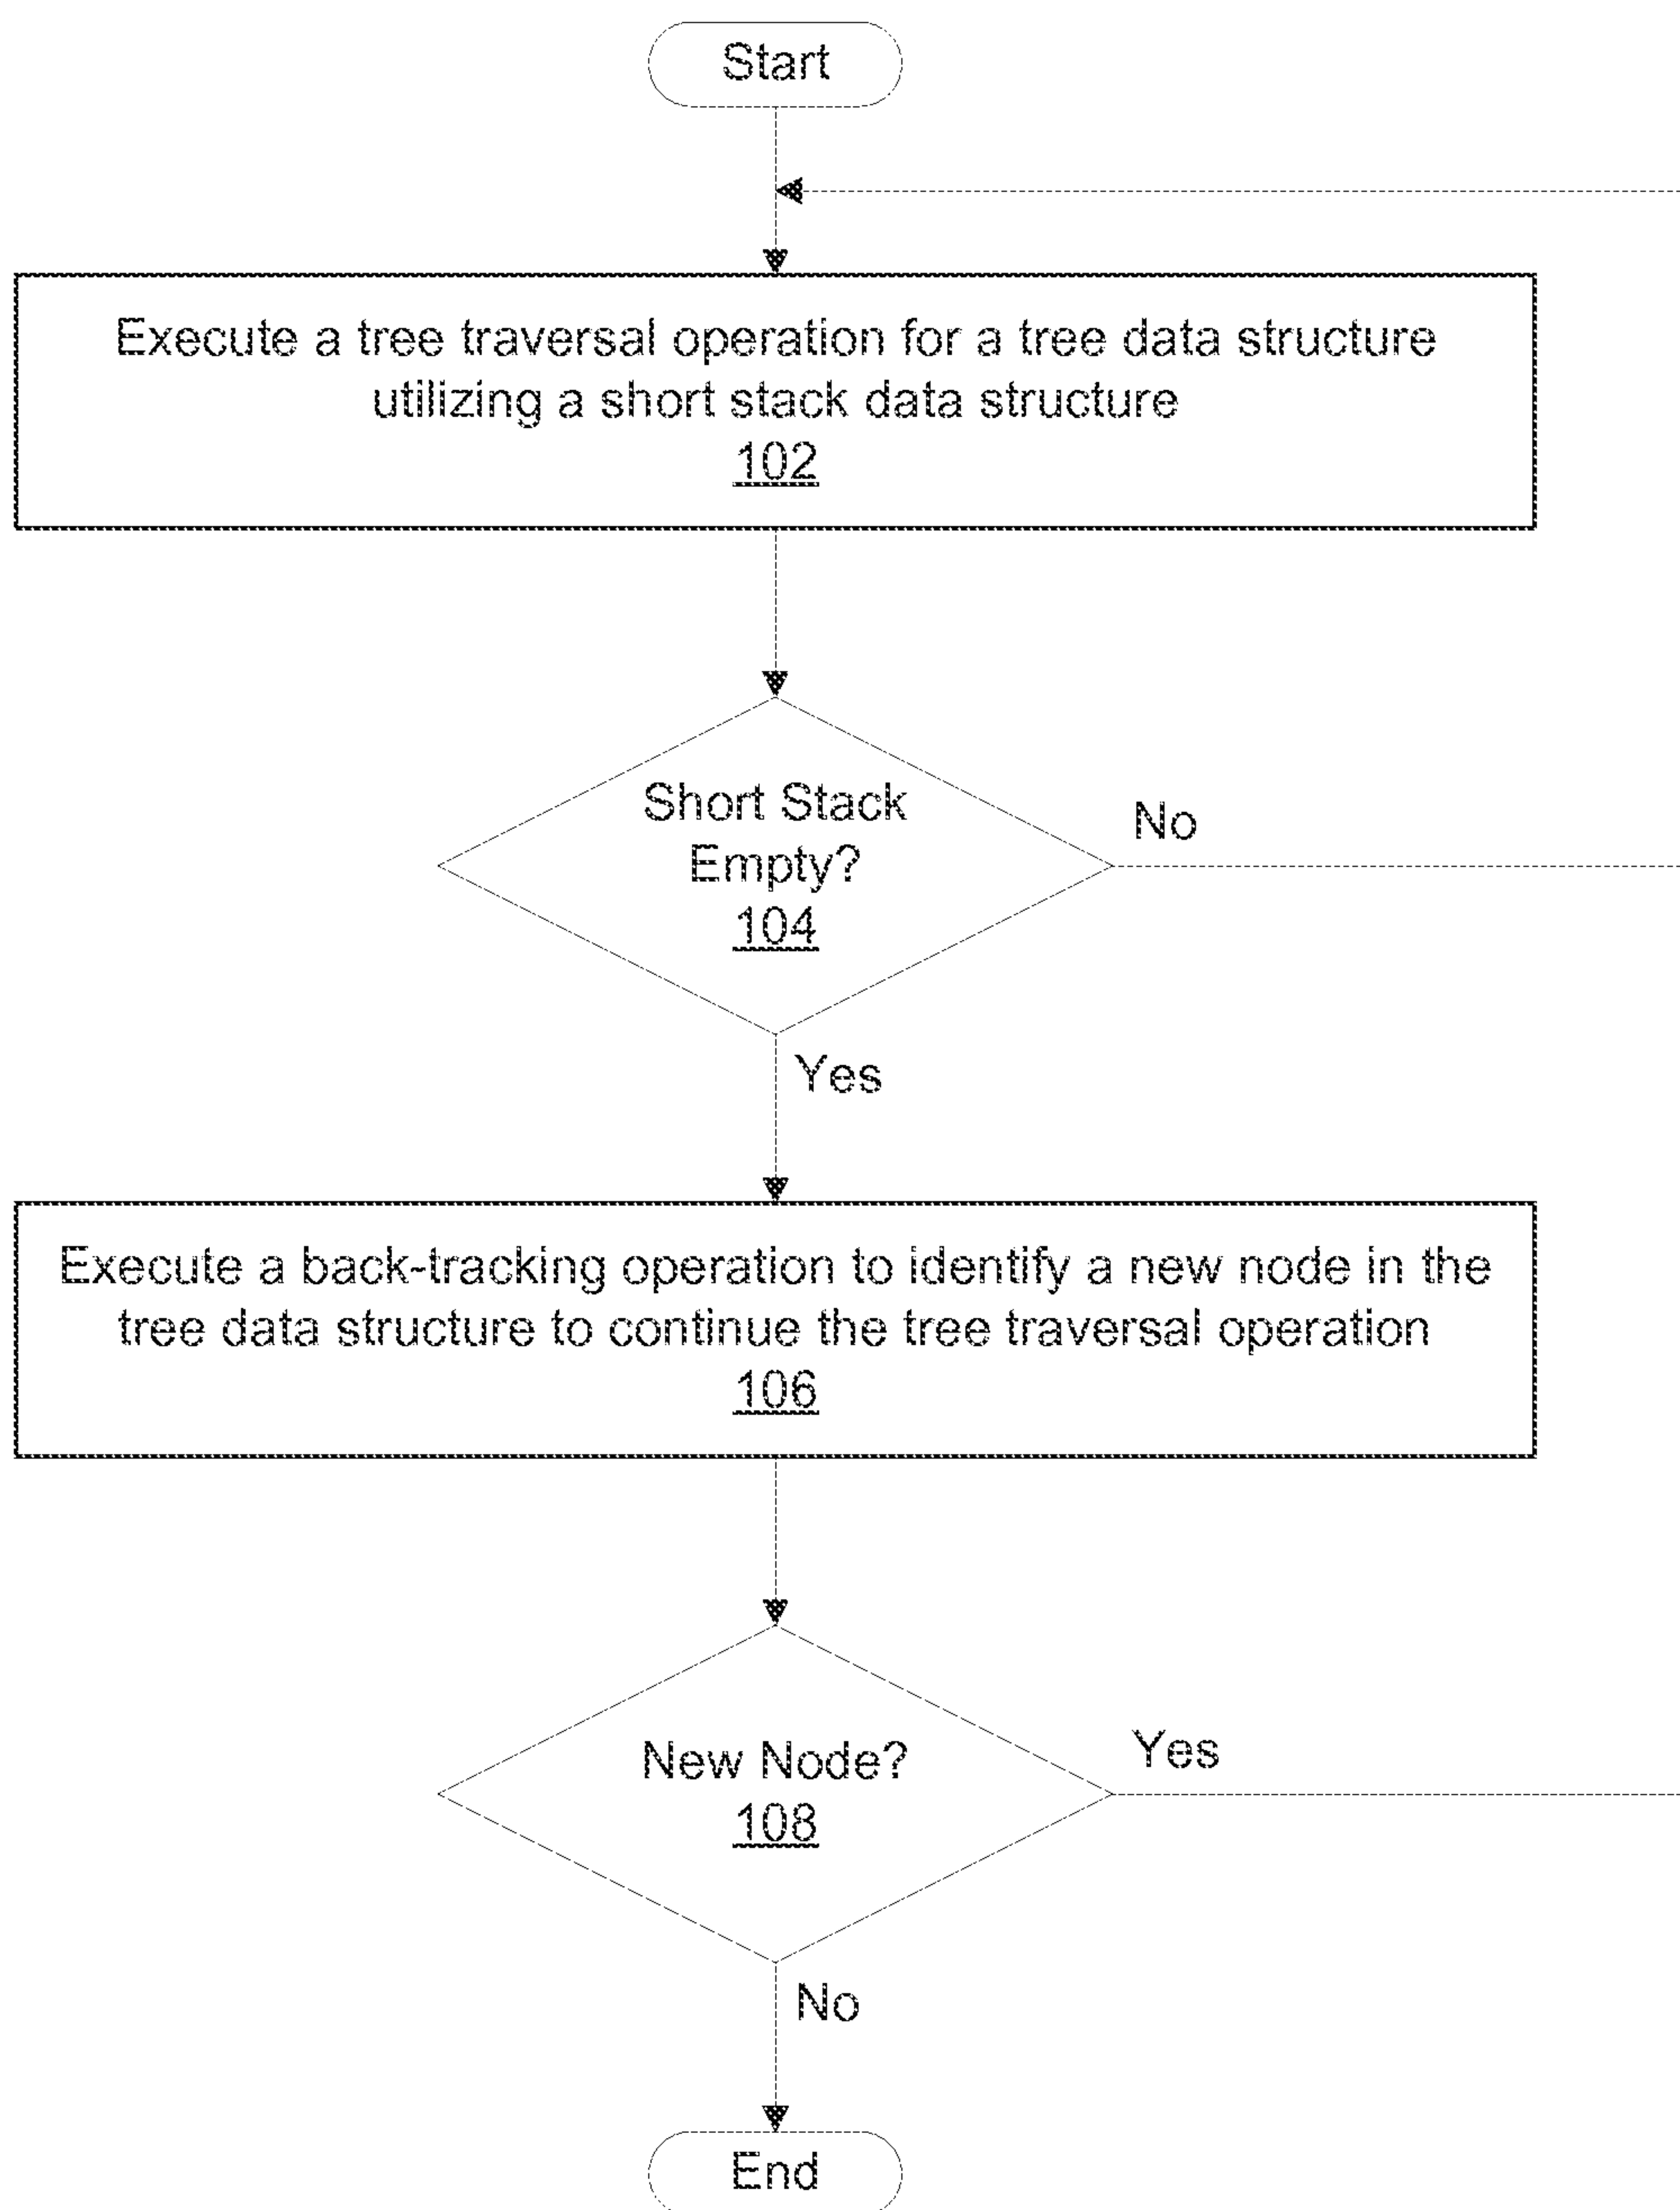 Start
Execute a tree traversal operation for a tree data structure
utilizing a short stack data structure
102
Short Stack
Empty?
104
No
Yes
Execute a back-tracking operation to identify a new node in the
tree data structure to continue the tree traversal operation
106
New Node?
108
Yes
No
End